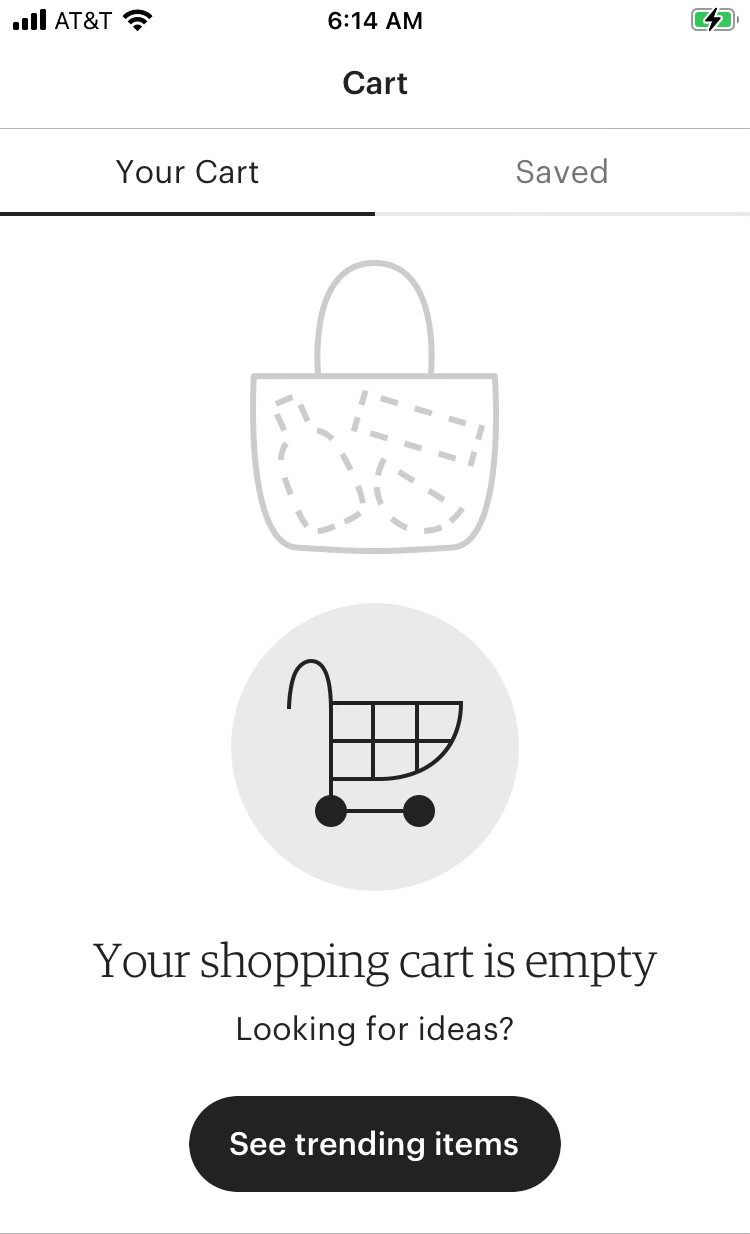 AT&T 6:14 AM
Cart
Your Cart Saved
Your shopping cart is empty
Looking for ideas?
See trending items